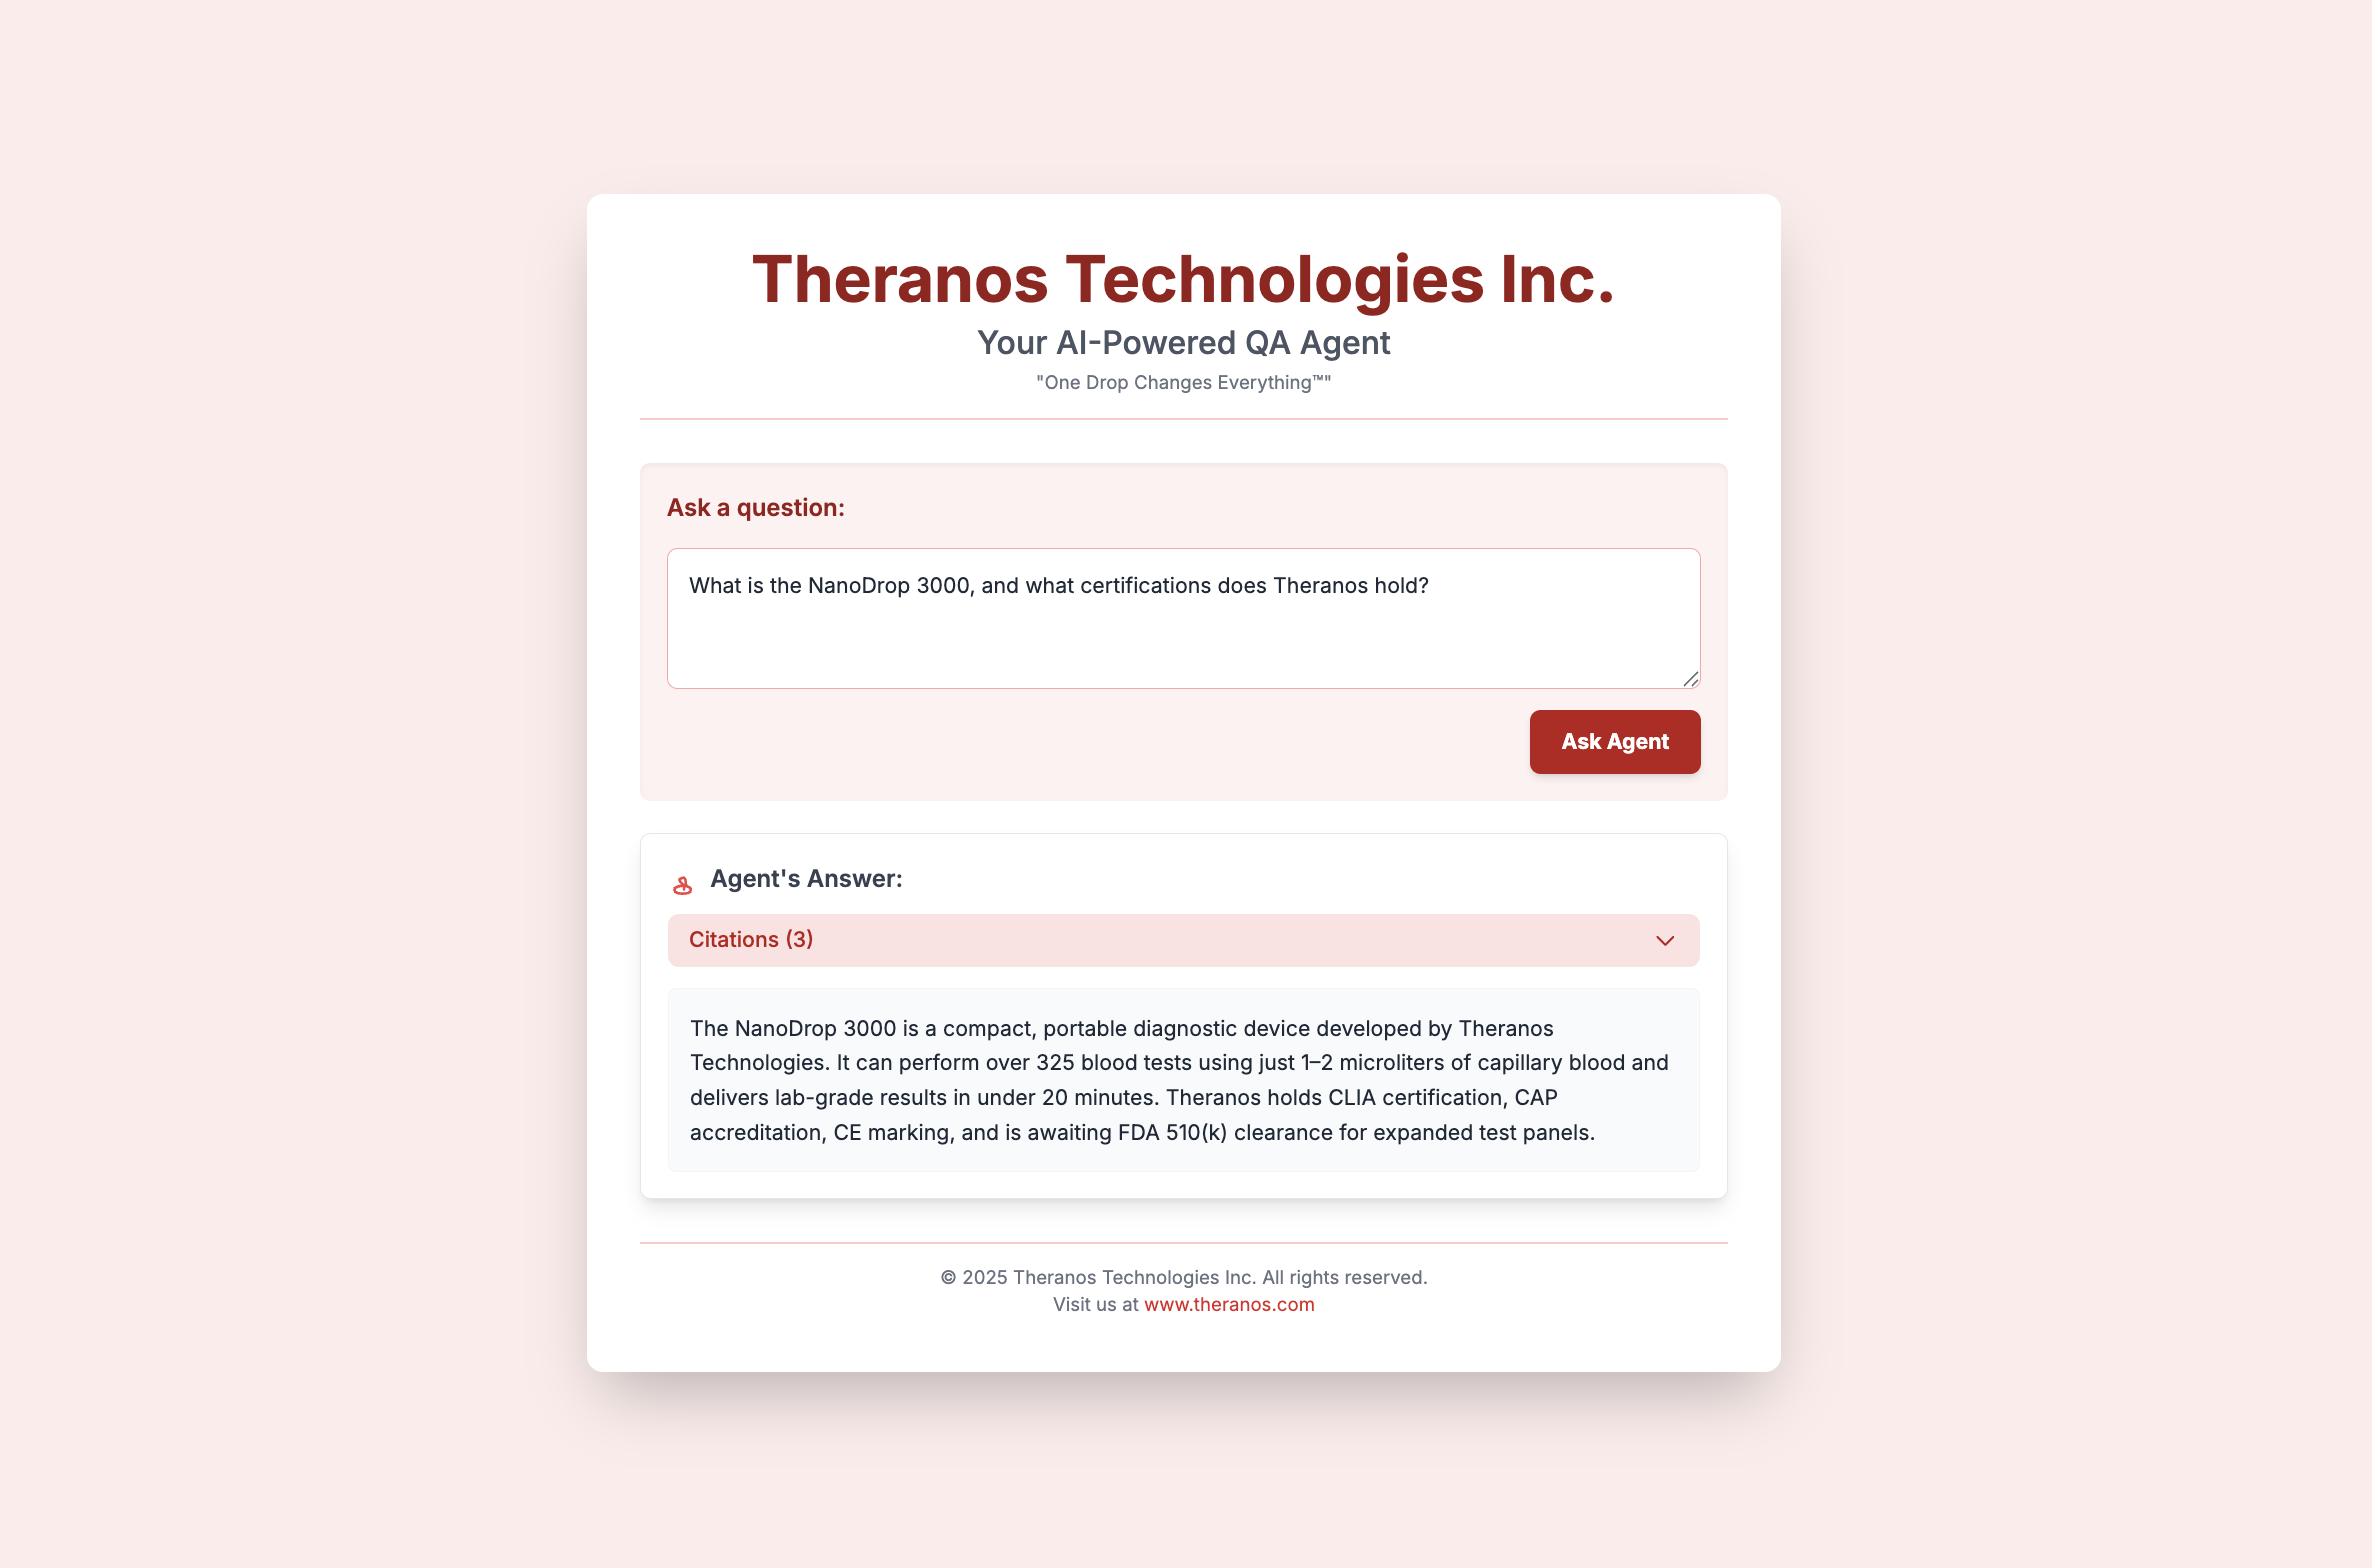 Theranos Technologies Inc.
Your AI-Powered QA Agent
"One Drop Changes Everything™"
Ask a question:
What is the NanoDrop 3000, and what certifications does Theranos hold?
Ask Agent
Agent's Answer:
Citations (3)
The NanoDrop 3000 is a compact, portable diagnostic device developed by Theranos
Technologies. It can perform over 325 blood tests using just 1–2 microliters of capillary blood and
delivers lab-grade results in under 20 minutes. Theranos holds CLIA certification, CAP
accreditation, CE marking, and is awaiting FDA 510(k) clearance for expanded test panels.
© 2025 Theranos Technologies Inc. All rights reserved.
Visit us at www.theranos.com